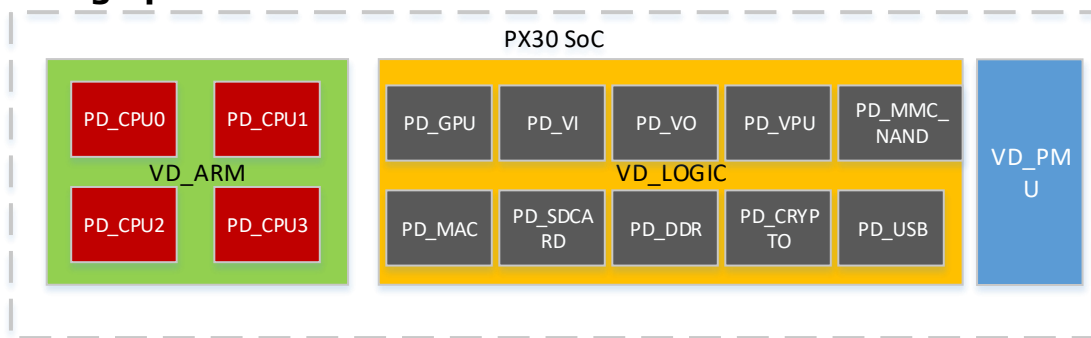 PX30 SoC
PD_CPU0
PD_CPU1
VD_ARM
PD_CPU2
PD_CPU3
PD_GPU
PD_VI
PD_VO
PD_VPU
PD_MMC_
NAND
VD_LOGIC
PD_MAC
PD_SDCA
RD
PD_DDR
PD_CRYP
TO
PD_USB
VD_PM
U